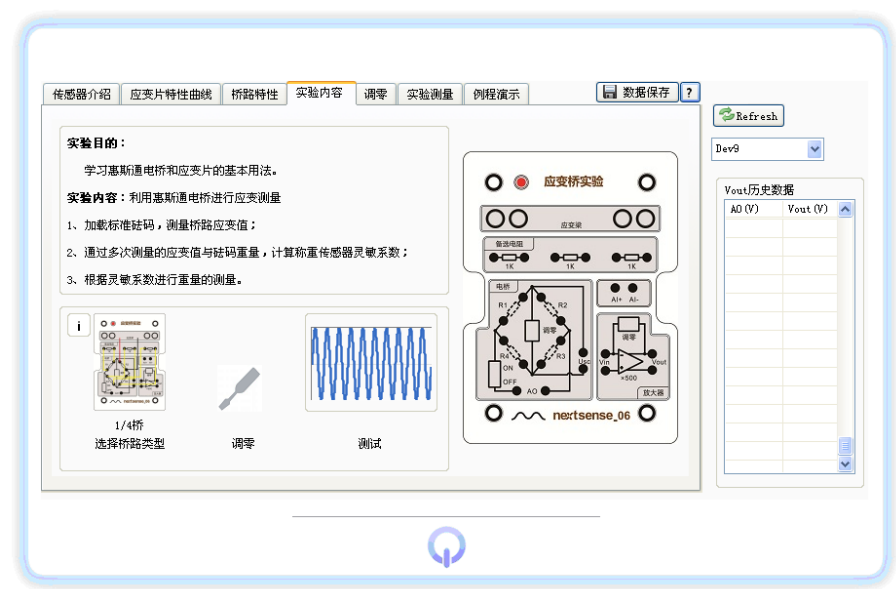 传感器介绍 应变片特性曲线 桥路特性 实验内容 调零 实验测量 例程演示 数据保存 ?
Refresh
Dev9
实验目的：
学习惠斯通电桥和应变片的基本用法。
实验内容：利用惠斯通电桥进行应变测量
1、加载标准砝码，测量桥路应变值；
2、通过多次测量的应变值与砝码重量，计算称重传感器灵敏系数；
3、根据灵敏系数进行重量的测量。
i
1/4桥
选择桥路类型
调零
测试
应变桥实验
应变梁
备选电阻
1K 1K 1K
电桥
R1 R2
调零
R4 R3
ON
OFF
AO
Usc
AI+ AI-
调零
Vin Vout
×500
放大器
nextsense_06
Vout历史数据
AO(V) Vout(V)